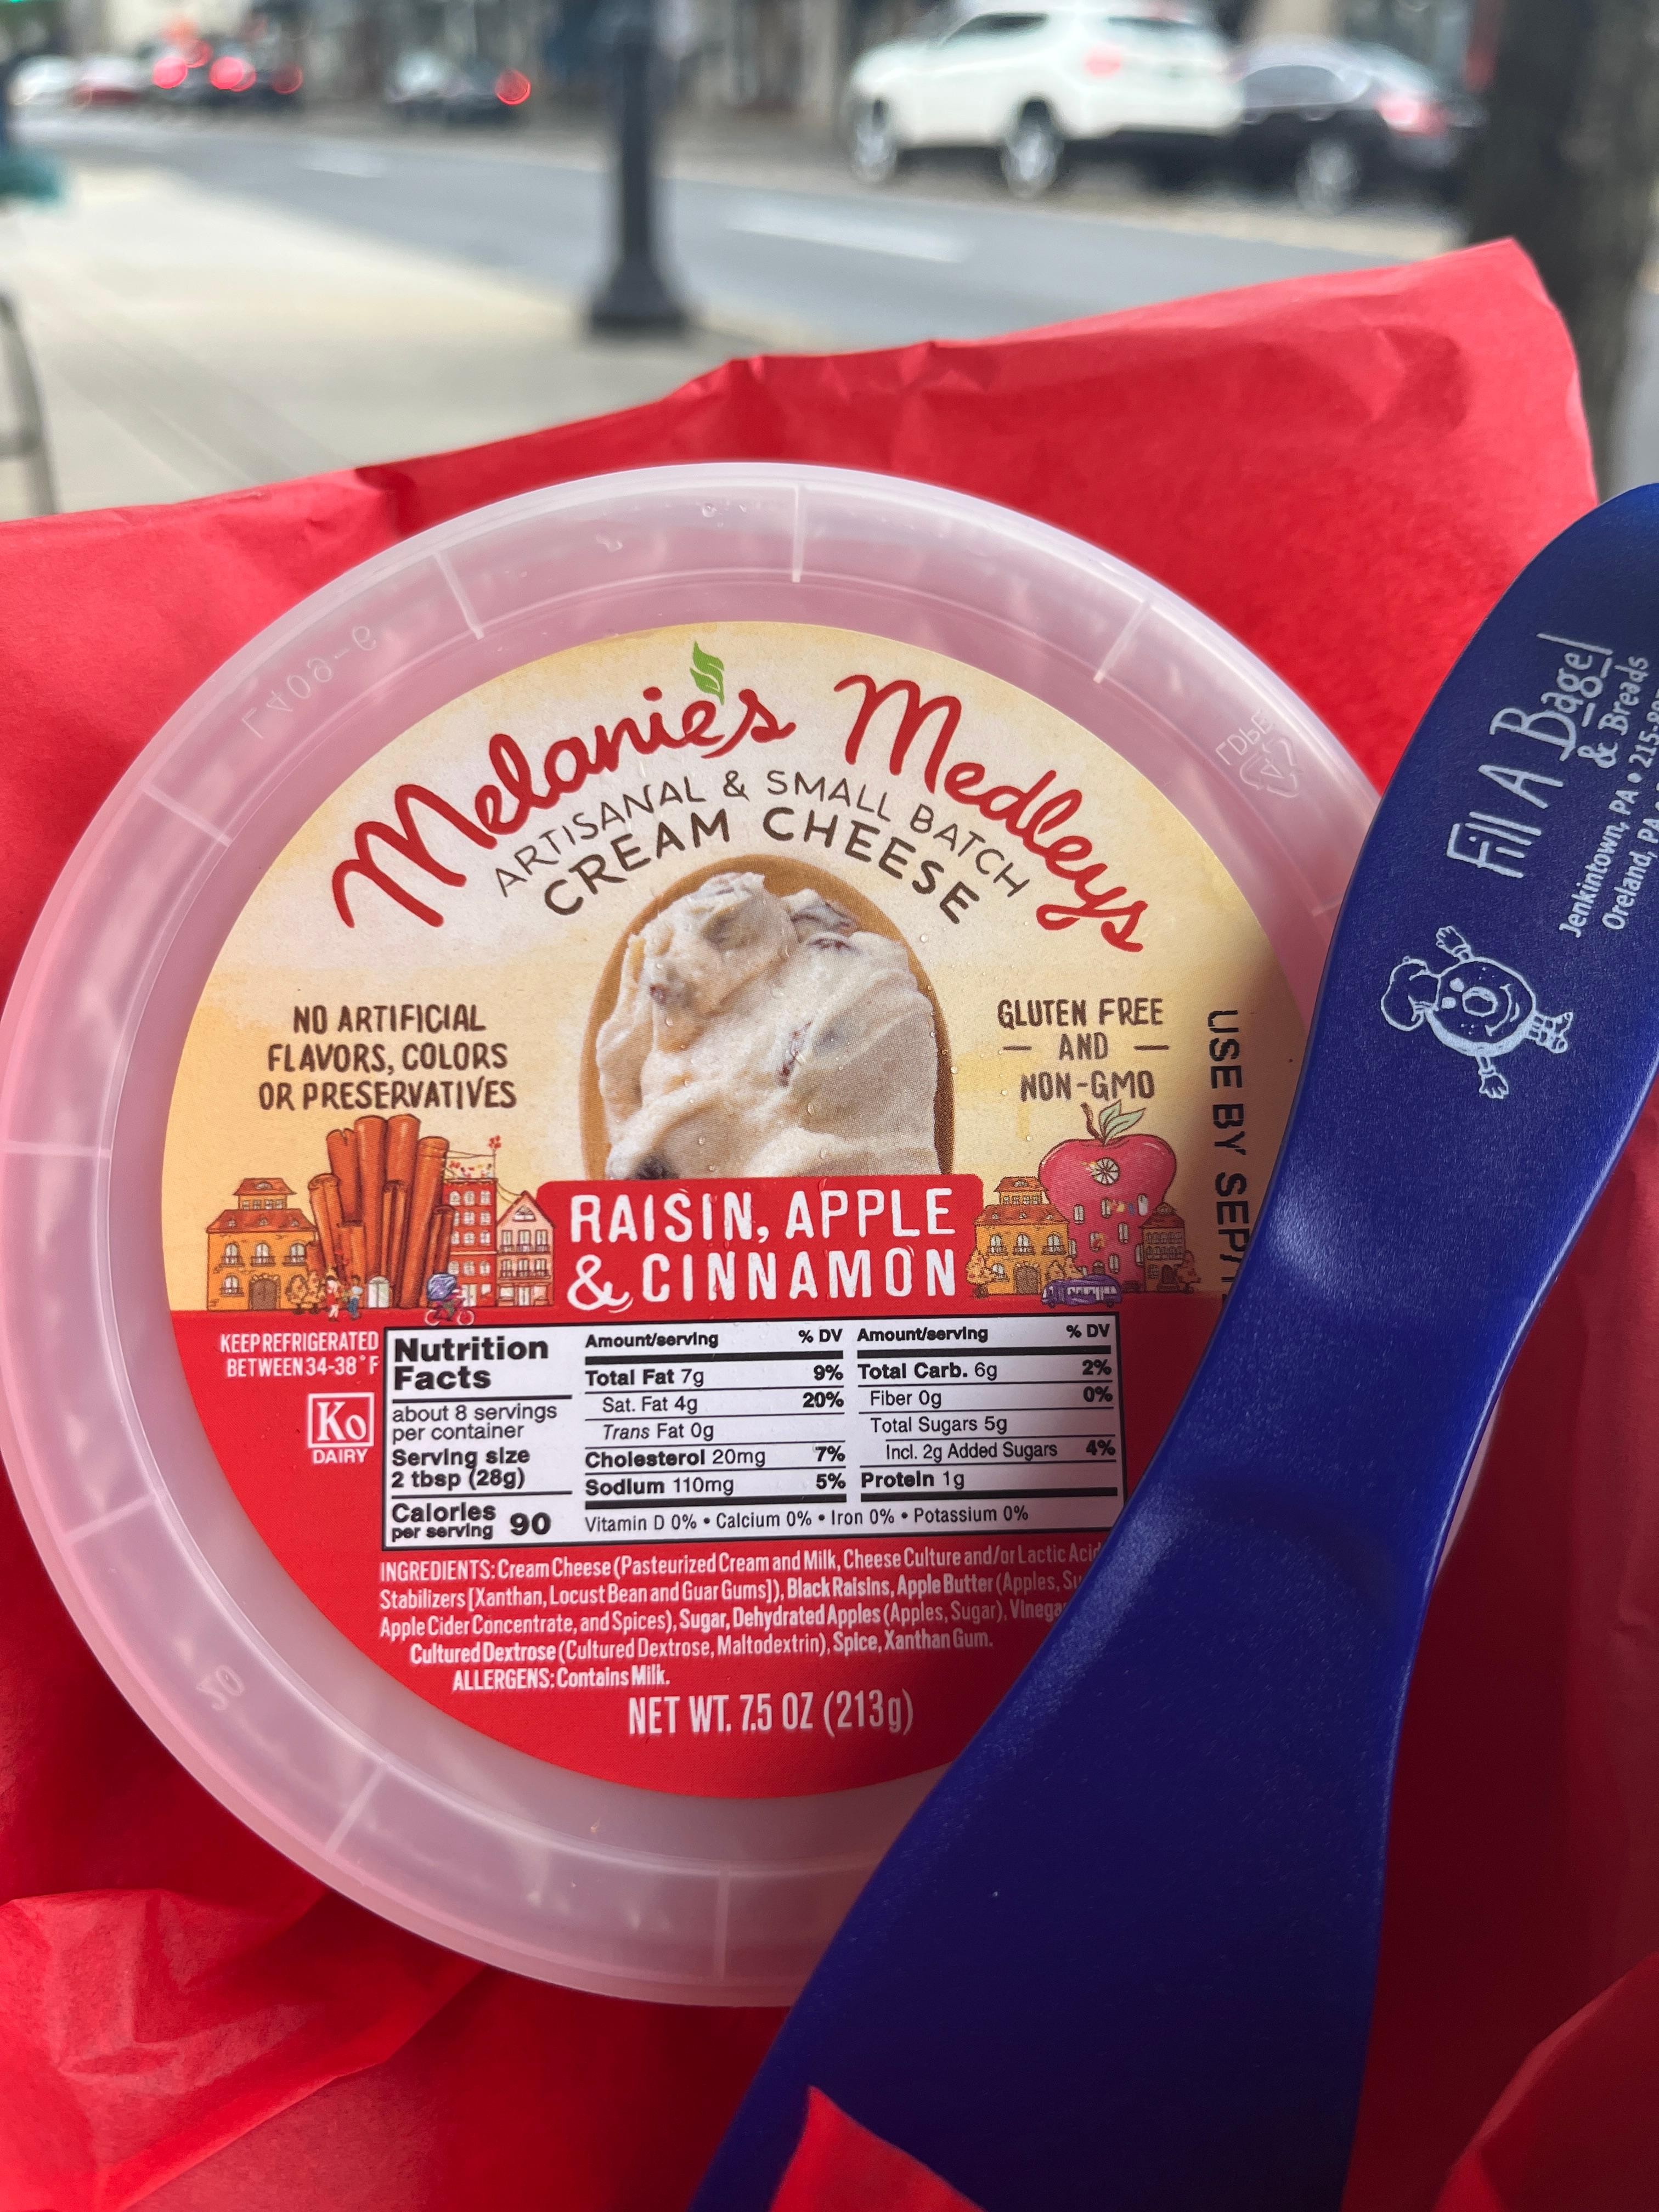 Melanie's Medleys
ARTISANAL & SMALL BATCH
CREAM CHEESE
NO ARTIFICIAL
FLAVORS, COLORS
OR PRESERVATIVES
GLUTEN FREE
AND
NON-GMO
USE BY SEP/
RAISIN, APPLE
& CINNAMON
KEEP REFRIGERATED
BETWEEN 34-38°F
Ko
DAIRY
Nutrition
Facts
about 8 servings
per container
Serving size
2 tbsp (28g)
Calories
per serving 90
Amount/serving % DV
Total Fat 7g 9%
Sat. Fat 4g 20%
Trans Fat 0g
Cholesterol 20mg 7%
Sodium 110mg 5%
Amount/serving % DV
Total Carb. 6g 2%
Fiber 0g 0%
Total Sugars 5g
Incl. 2g Added Sugars 4%
Protein 1g
Vitamin D 0% • Calcium 0% • Iron 0% • Potassium 0%
INGREDIENTS: Cream Cheese (Pasteurized Cream and Milk, Cheese Culture and/or Lactic Acid
Stabilizers [Xanthan, Locust Bean and Guar Gums]), Black Raisins, Apple Butter (Apples,
Apple Cider Concentrate, and Spices), Sugar, Dehydrated Apples (Apples, Sugar),
Cultured Dextrose (Cultured Dextrose, Maltodextrin), Spice, Xanthan Gum.
ALLERGENS: Contains Milk.
NET WT. 7.5 OZ (213g)
Fill A Bagel
& Breads
Jenkintown, PA • 215-
Oreland, PA